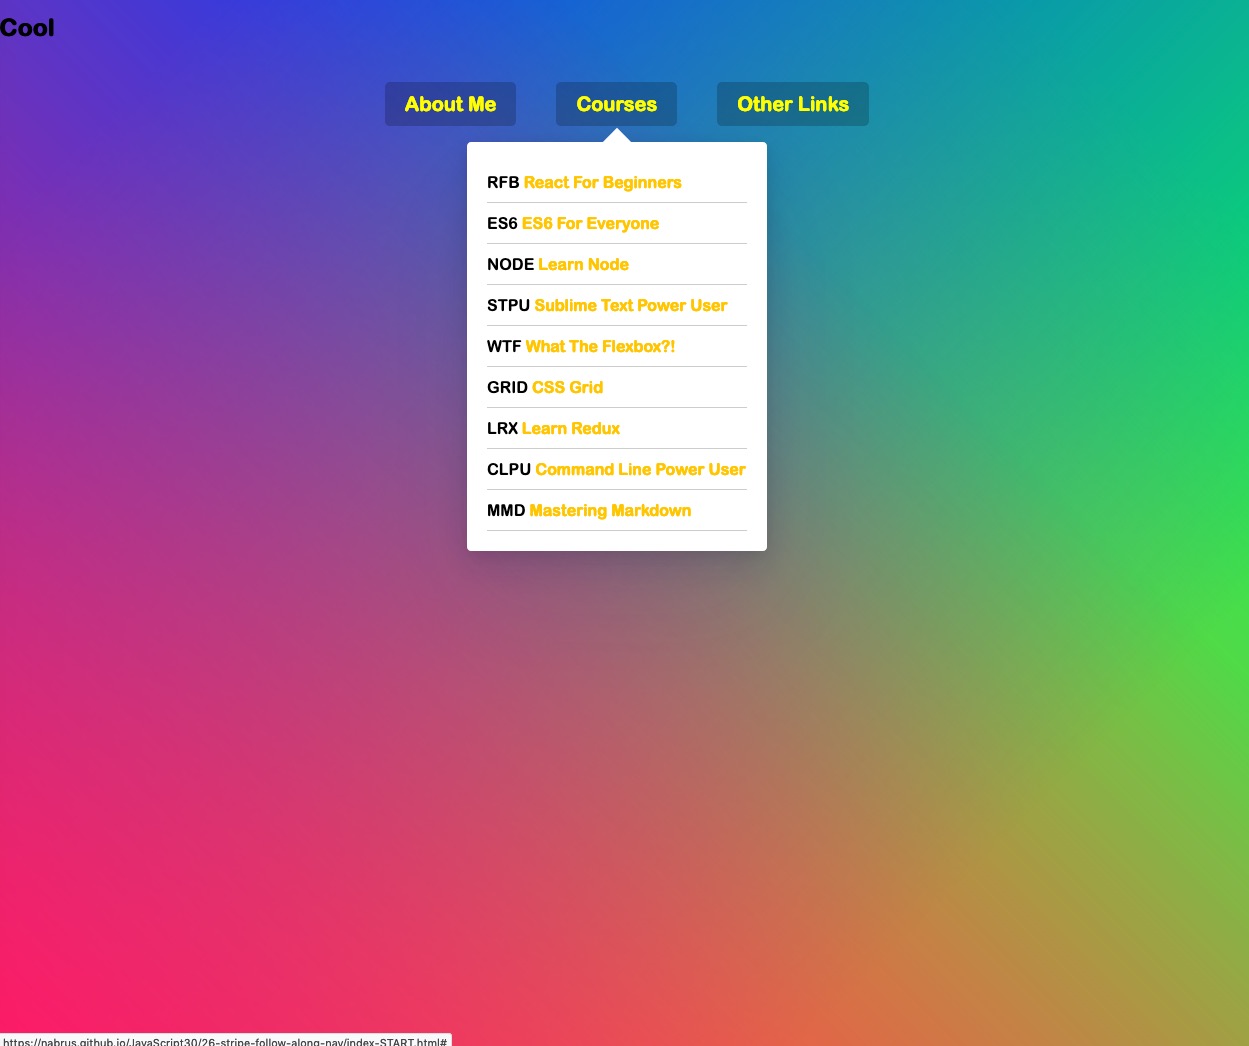 Cool
About Me
Courses
Other Links
RFB React For Beginners
ES6 ES6 For Everyone
NODE Learn Node
STPU Sublime Text Power User
WTF What The Flexbox?!
GRID CSS Grid
LRX Learn Redux
CLPU Command Line Power User
MMD Mastering Markdown
https://nabrus.github.io/JavaScript30/26-stripe-follow-along-nav/index-START.html#